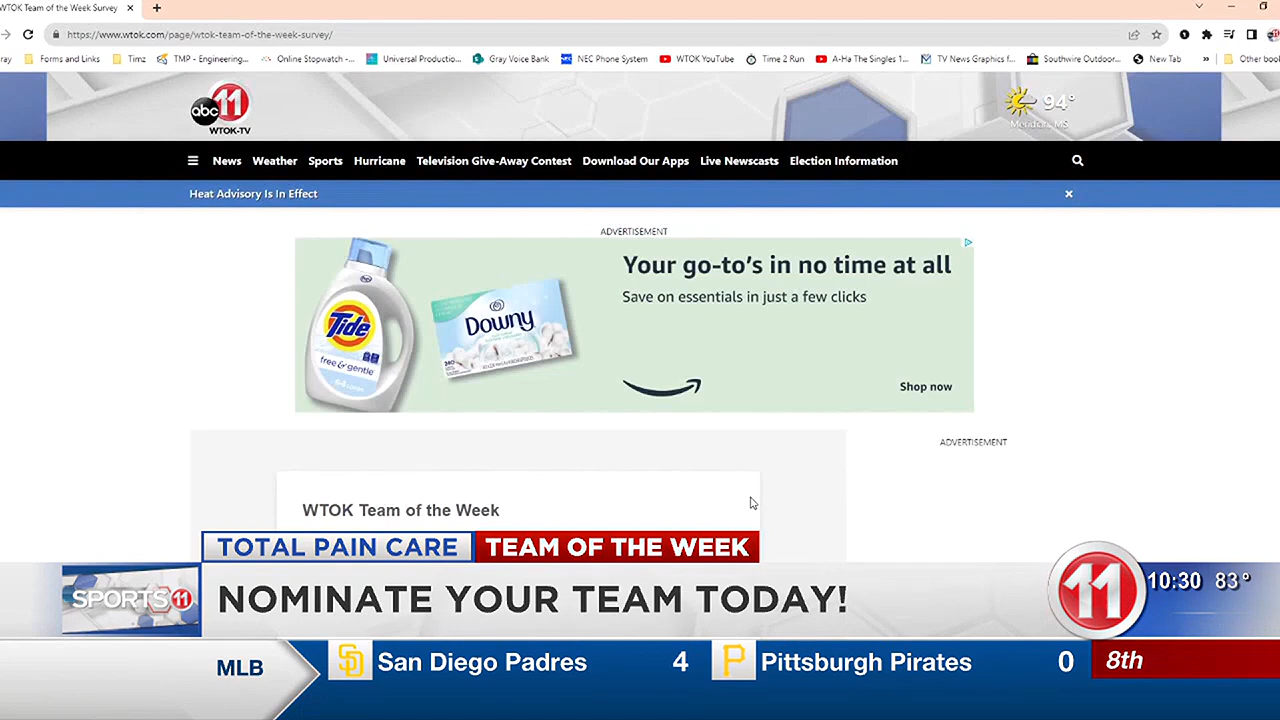 WTOK Team of the Week Survey
https://www.wtok.com/page/wtok-team-of-the-week-survey/
Forms and Links Timz TMP - Engineering... Online Stopwatch -... Universal Productio... Gray Voice Bank NEC Phone System WTOK YouTube Time 2 Run A-Ha The Singles 1... TV News Graphics f... Southwire Outdoor... New Tab » Other boo
abc 11
WTOK-TV
94°
Meridian, MS
News Weather Sports Hurricane Television Give-Away Contest Download Our Apps Live Newscasts Election Information
Heat Advisory Is In Effect
ADVERTISEMENT
Your go-to's in no time at all
Save on essentials in just a few clicks
Tide
free & gentle
Downy
Shop now
ADVERTISEMENT
WTOK Team of the Week
TOTAL PAIN CARE TEAM OF THE WEEK
SPORTS 11 NOMINATE YOUR TEAM TODAY!
11 10:30 83°
MLB SD San Diego Padres 4 P Pittsburgh Pirates 0 8th